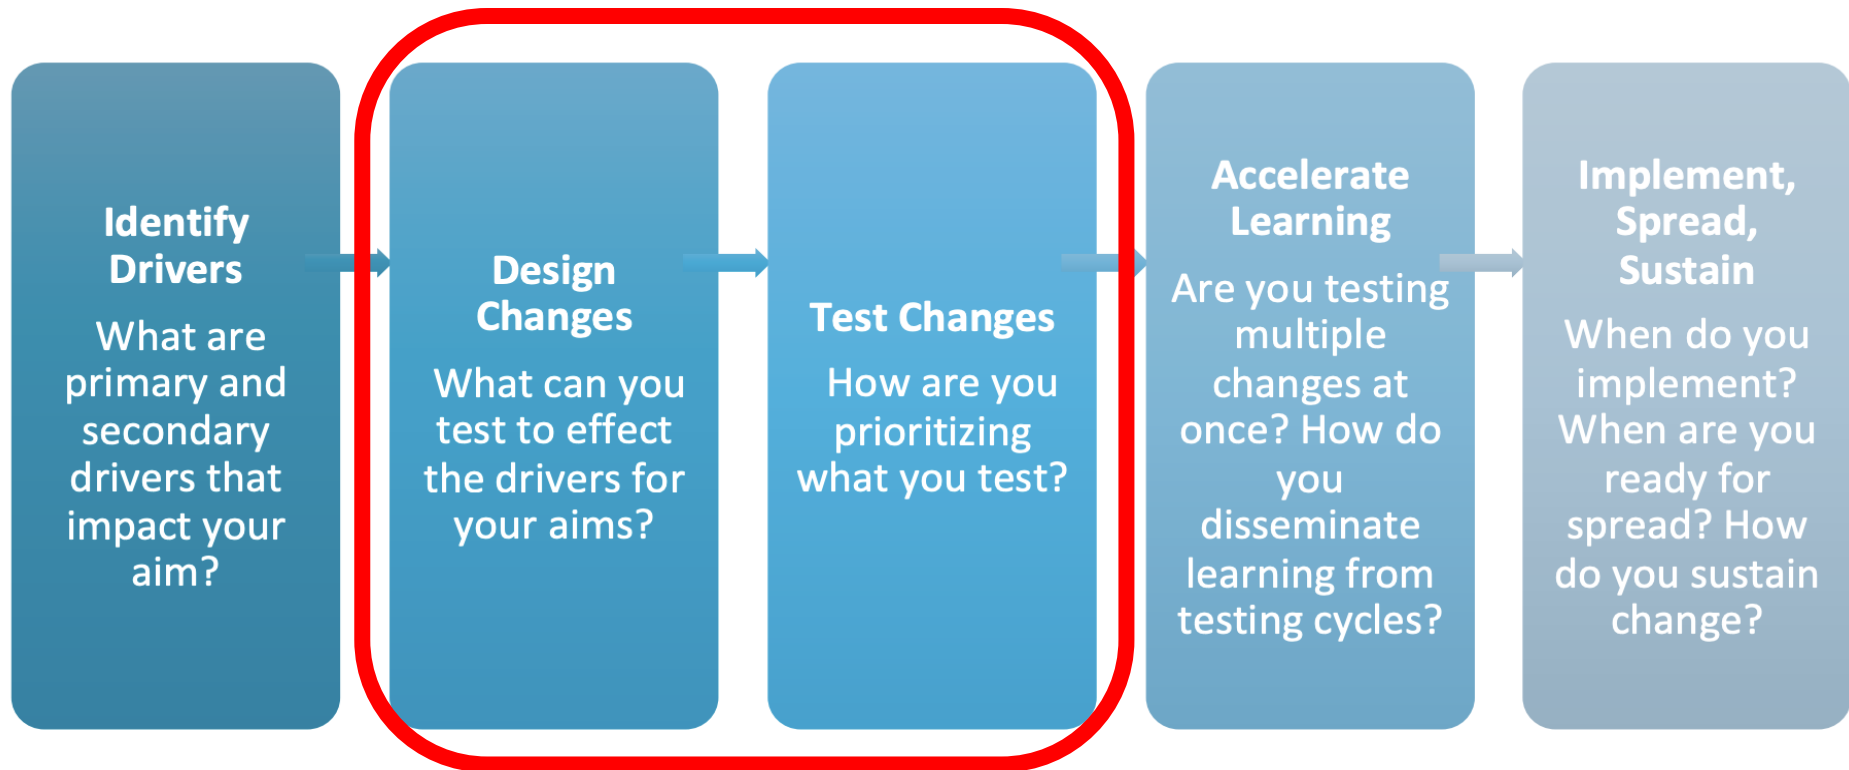 Identify
Drivers
What are
primary and
secondary
drivers that
impact your
aim?
Design
Changes
What can you
test to effect
the drivers for
your aims?
Test Changes
How are you
prioritizing
what you test?
Accelerate
Learning
Are you testing
multiple
changes at
once? How do
you
disseminate
learning from
testing cycles?
Implement,
Spread,
Sustain
When do you
implement?
When are you
ready for
spread? How
do you sustain
change?